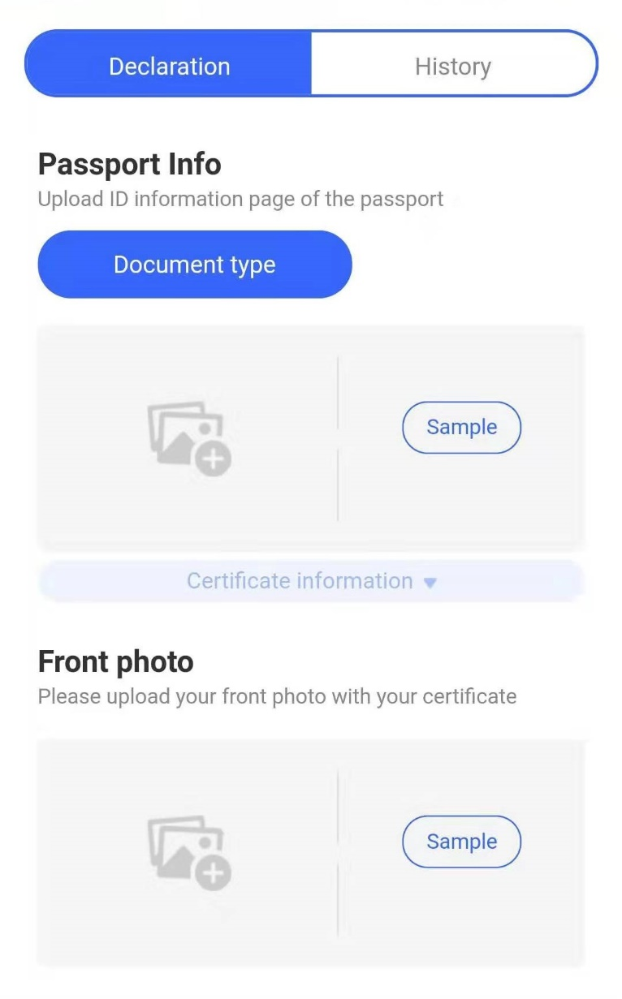 Declaration
History
Passport Info
Upload ID information page of the passport
Document type
Sample
Certificate information
Front photo
Please upload your front photo with your certificate
Sample